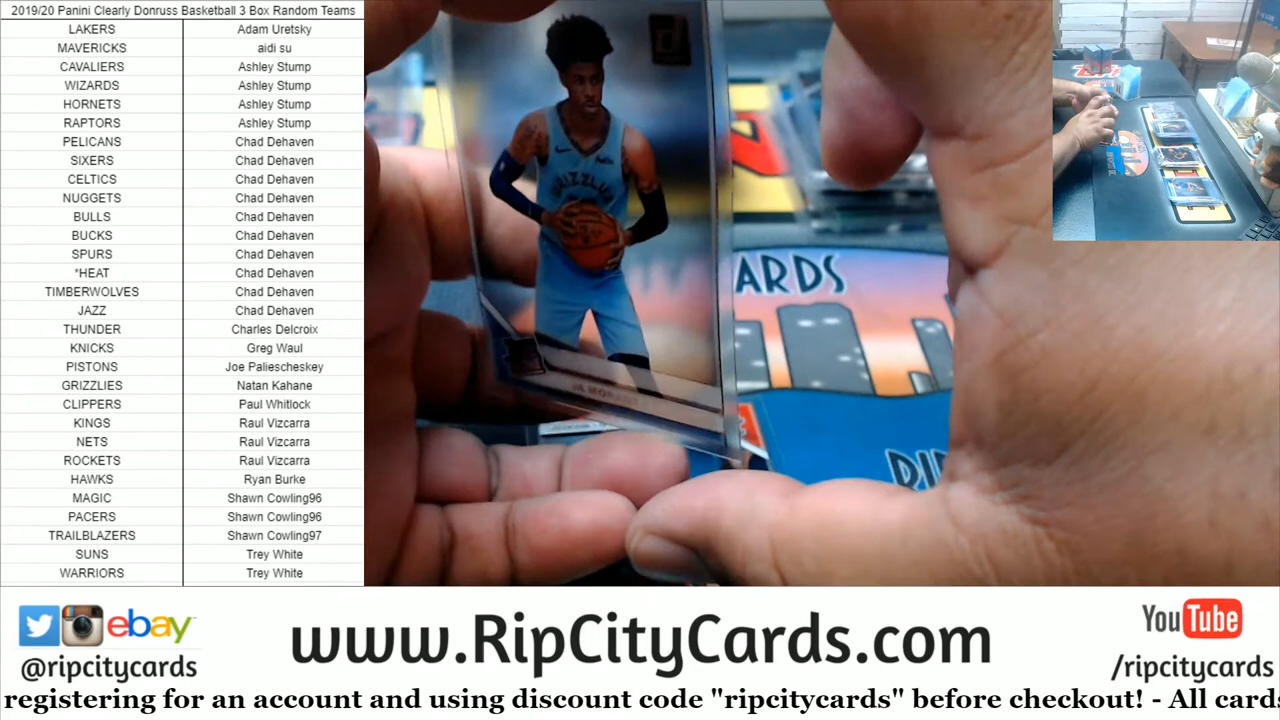 2019/20 Panini Clearly Donruss Basketball 3 Box Random Teams
LAKERS Adam Uretsky
MAVERICKS aidi su
CAVALIERS Ashley Stump
WIZARDS Ashley Stump
HORNETS Ashley Stump
RAPTORS Ashley Stump
PELICANS Chad Dehaven
SIXERS Chad Dehaven
CELTICS Chad Dehaven
NUGGETS Chad Dehaven
BULLS Chad Dehaven
BUCKS Chad Dehaven
SPURS Chad Dehaven
*HEAT Chad Dehaven
TIMBERWOLVES Chad Dehaven
JAZZ Chad Dehaven
THUNDER Charles Delcroix
KNICKS Greg Waul
PISTONS Joe Paliescheskey
GRIZZLIES Natan Kahane
CLIPPERS Paul Whitlock
KINGS Raul Vizcarra
NETS Raul Vizcarra
ROCKETS Raul Vizcarra
HAWKS Ryan Burke
MAGIC Shawn Cowling96
PACERS Shawn Cowling96
TRAILBLAZERS Shawn Cowling97
SUNS Trey White
WARRIORS Trey White
GRIZZLIES
JA MORANT
ARDS
RI
ebay
@ripcitycards
www.RipCityCards.com
YouTube
/ripcitycards
registering for an account and using discount code "ripcitycards" before checkout! - All cards